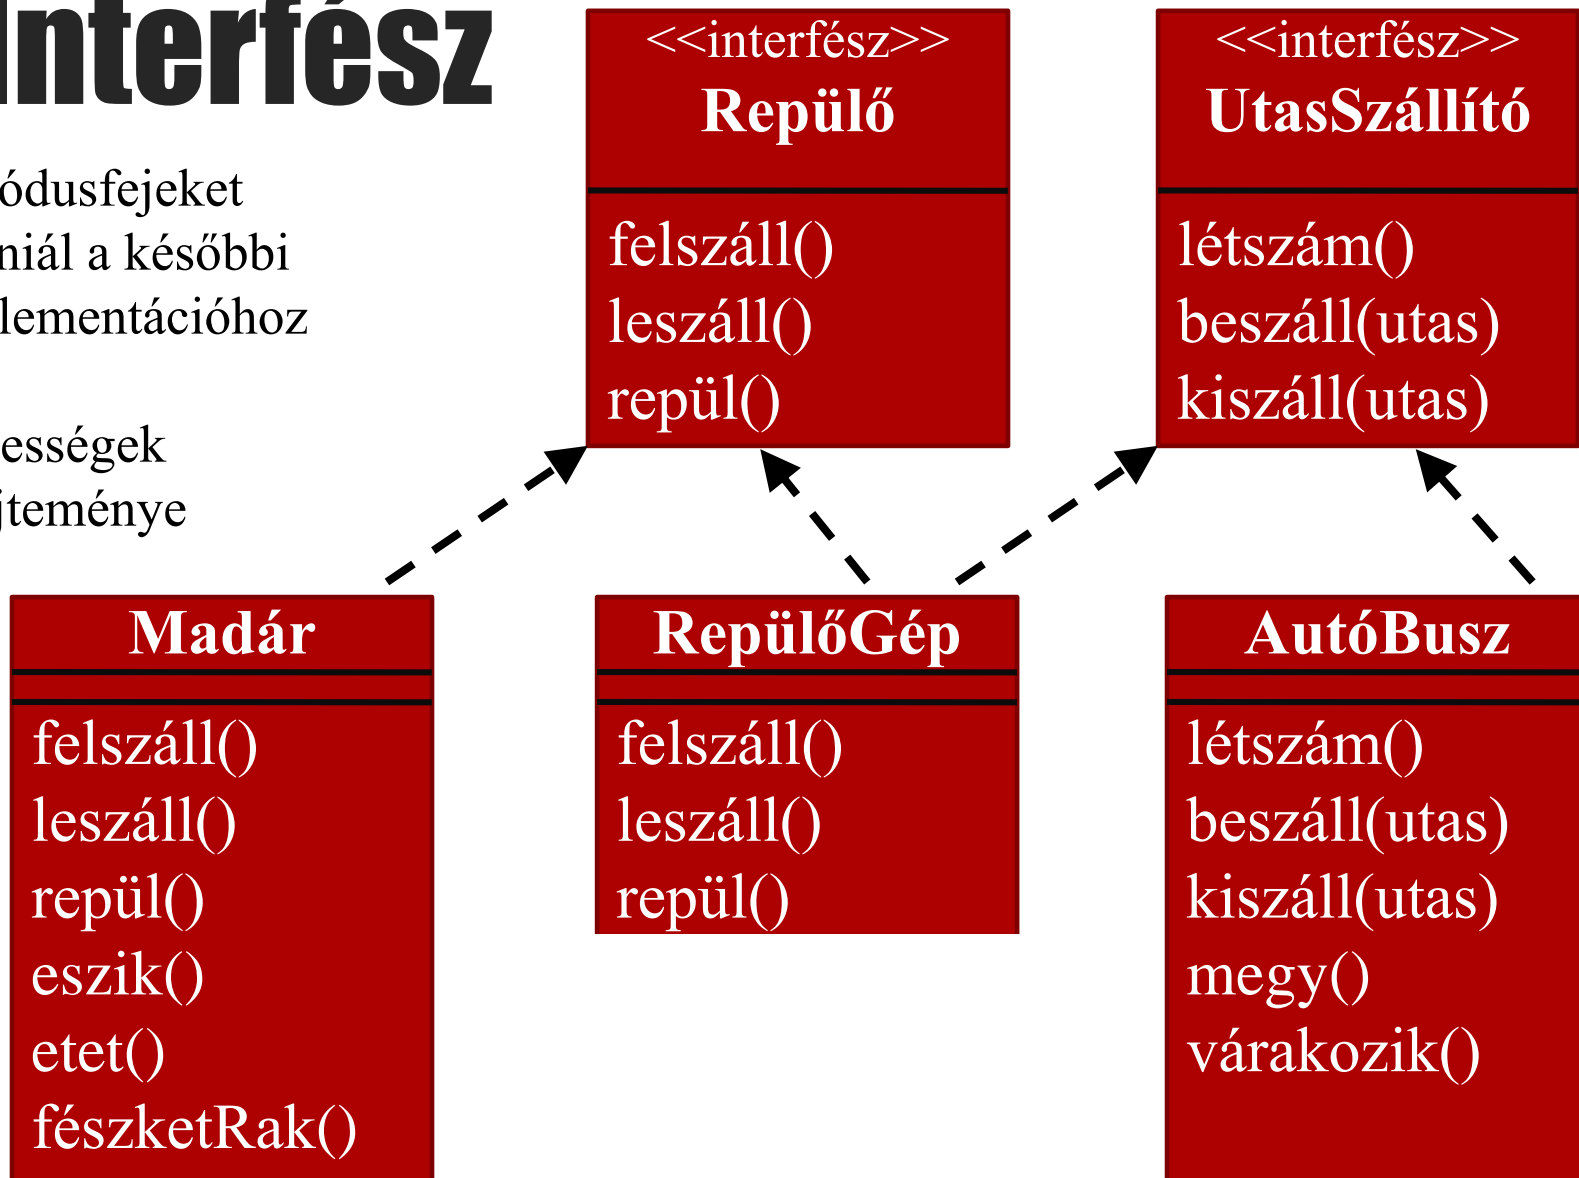 Interfész
ódusfejeket
niál a későbbi
lementációhoz
ességek
jteménye
<<interfész>>
Repülő
felszáll()
leszáll()
repül()
<<interfész>>
UtasSzállító
létszám()
beszáll(utas)
kiszáll(utas)
Madár
felszáll()
leszáll()
repül()
eszik()
etet()
fészketRak()
RepülőGép
felszáll()
leszáll()
repül()
AutóBusz
létszám()
beszáll(utas)
kiszáll(utas)
megy()
várakozik()